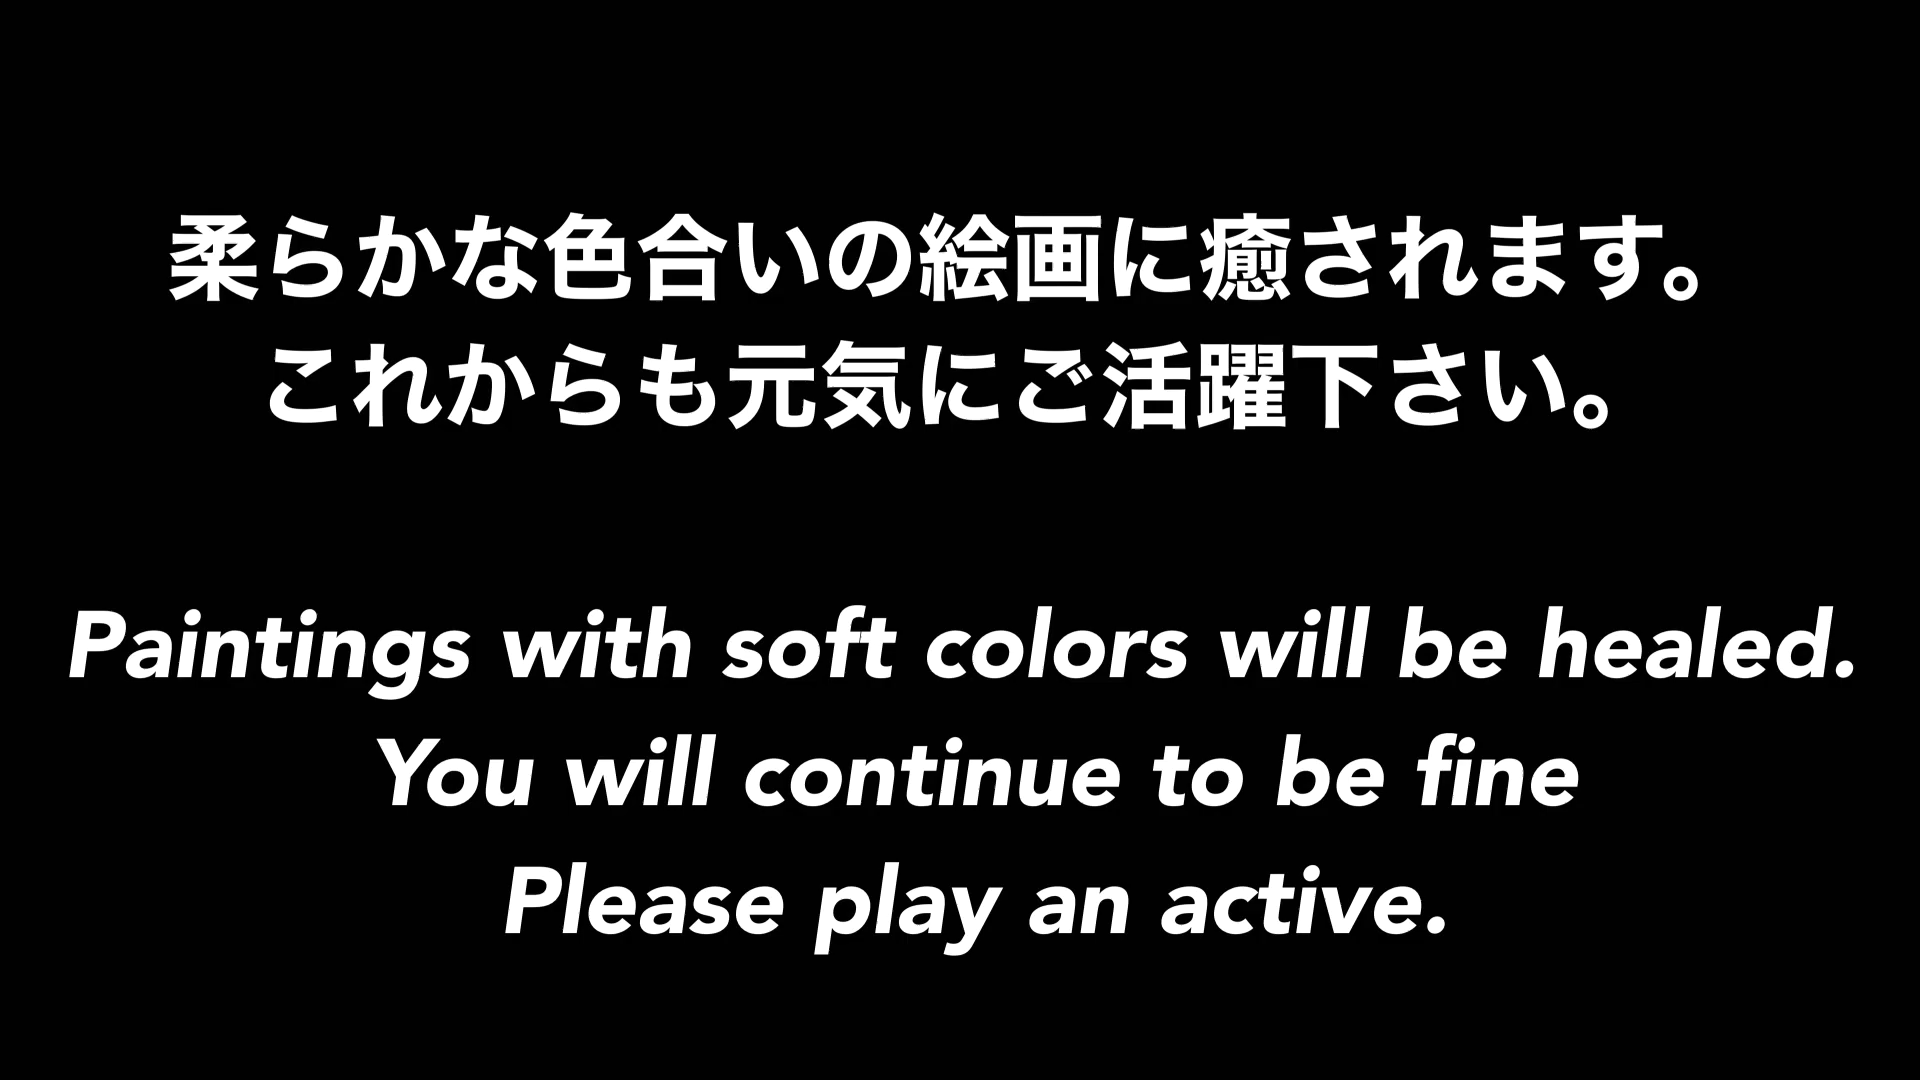 柔らかな色合いの絵画に癒されます。
これからも元気にご活躍下さい。
Paintings with soft colors will be healed.
You will continue to be fine
Please play an active.